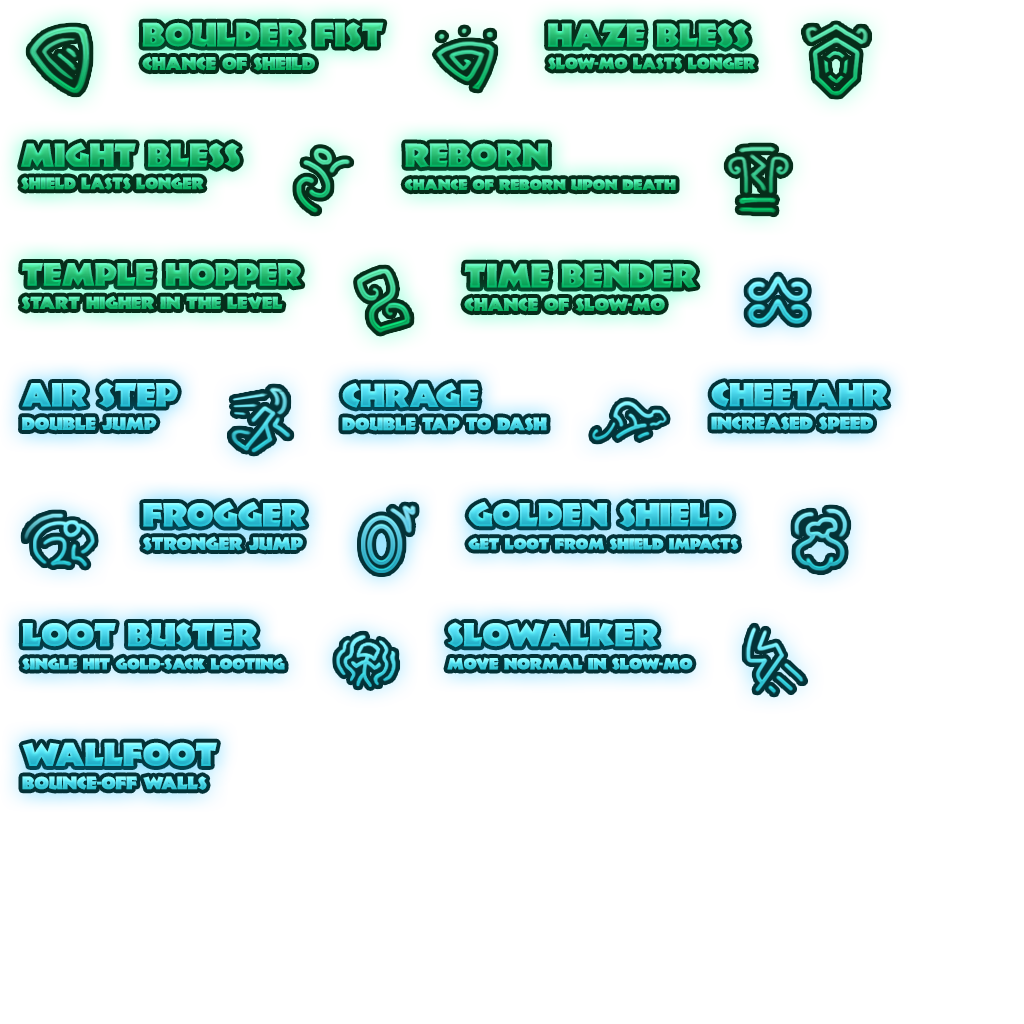 BOULDER FIST
CHANCE OF SHEILD
HAZE BLESS
SLOW-MO LASTS LONGER
MIGHT BLESS
SHIELD LASTS LONGER
REBORN
CHANCE OF REBORN UPON DEATH
TEMPLE HOPPER
START HIGHER IN THE LEVEL
TIME BENDER
CHANCE OF SLOW-MO
AIR STEP
DOUBLE JUMP
CHRAGE
DOUBLE TAP TO DASH
CHEETAHR
INCREASED SPEED
FROGGER
STRONGER JUMP
GOLDEN SHIELD
GET LOOT FROM SHIELD IMPACTS
LOOT BUSTER
SINGLE HIT GOLD-SACK LOOTING
SLOWALKER
MOVE NORMAL IN SLOW-MO
WALLFOOT
BOUNCE-OFF WALLS